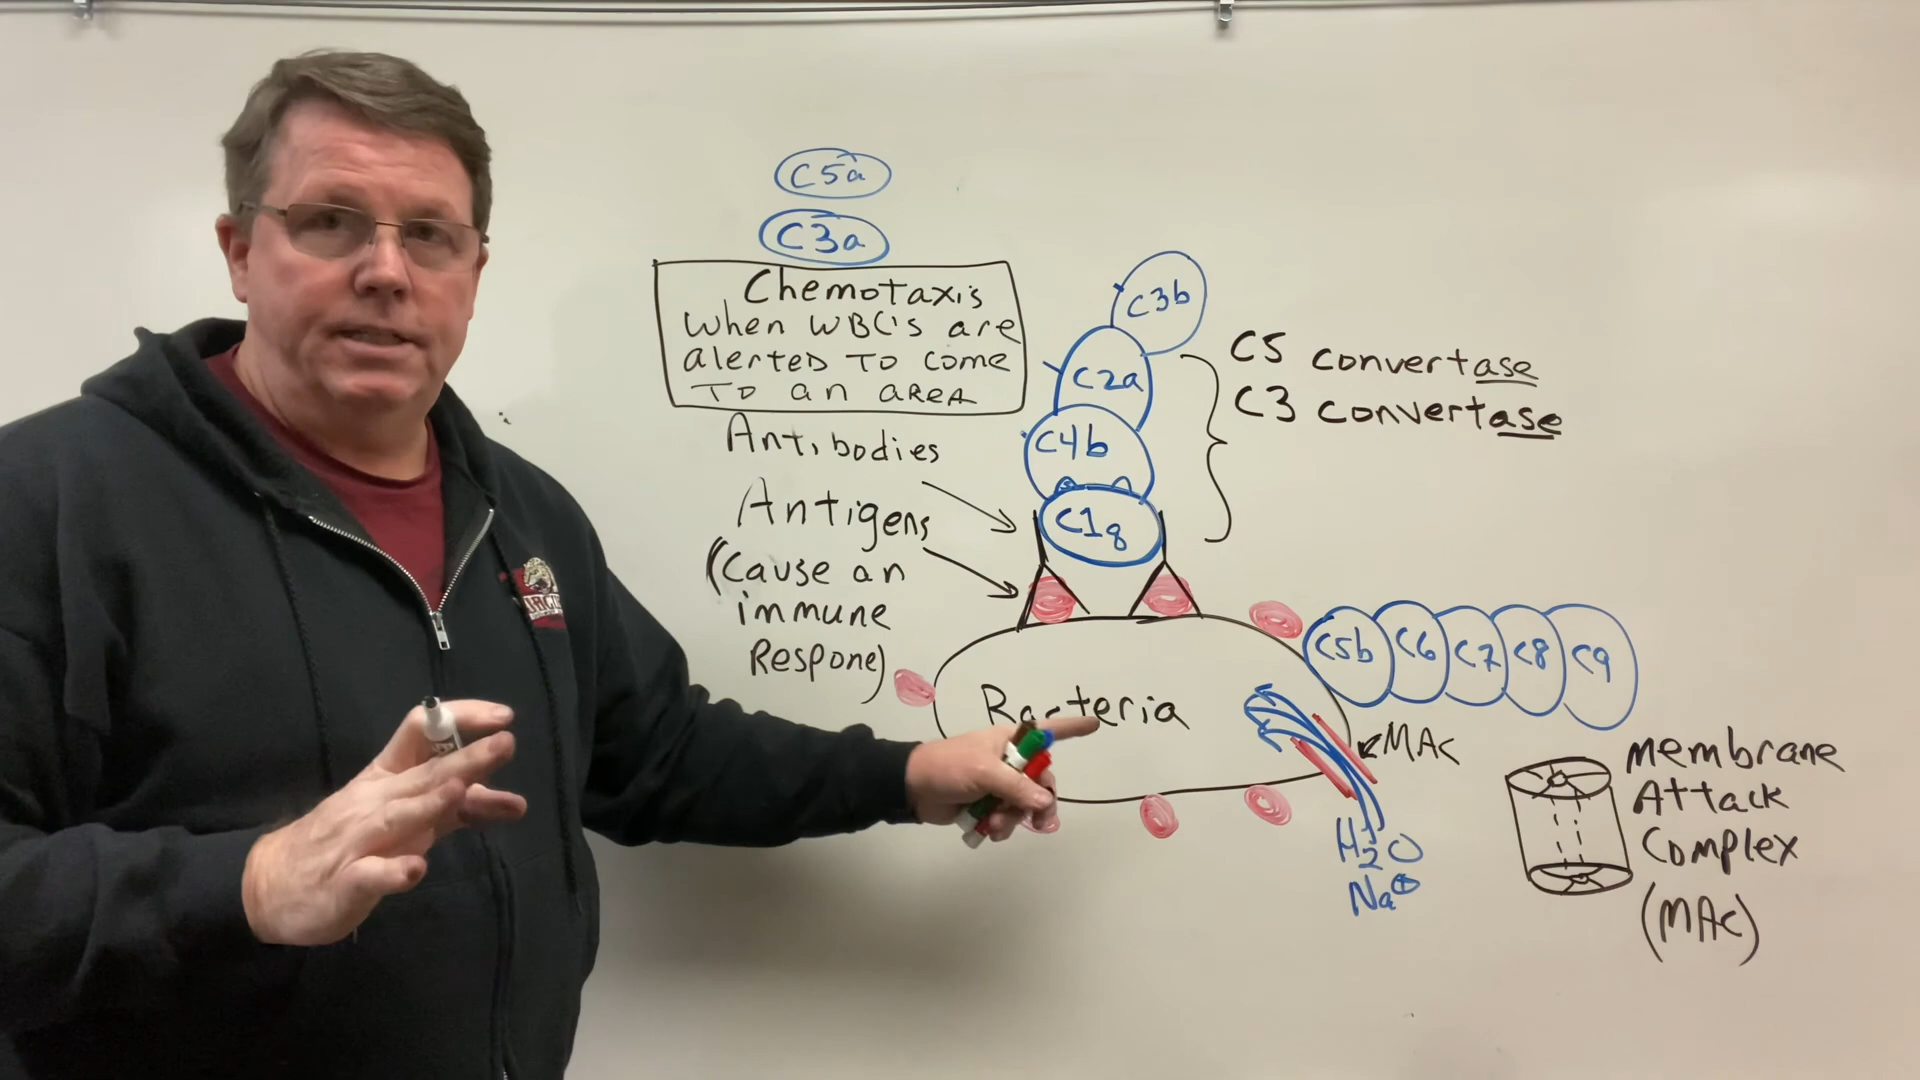 C5a
C3a
Chemotaxis
When WBC's are
alerted to come
to an area
Antibodies
Antigens
(Cause an
immune
Respone)
C3b
C2a
C4b
C1q
C5 convertase
C3 convertase
Bacteria
C5b C6 C7 C8 C9
MAC
H2O
Na+
Membrane
Attack
Complex
(MAC)